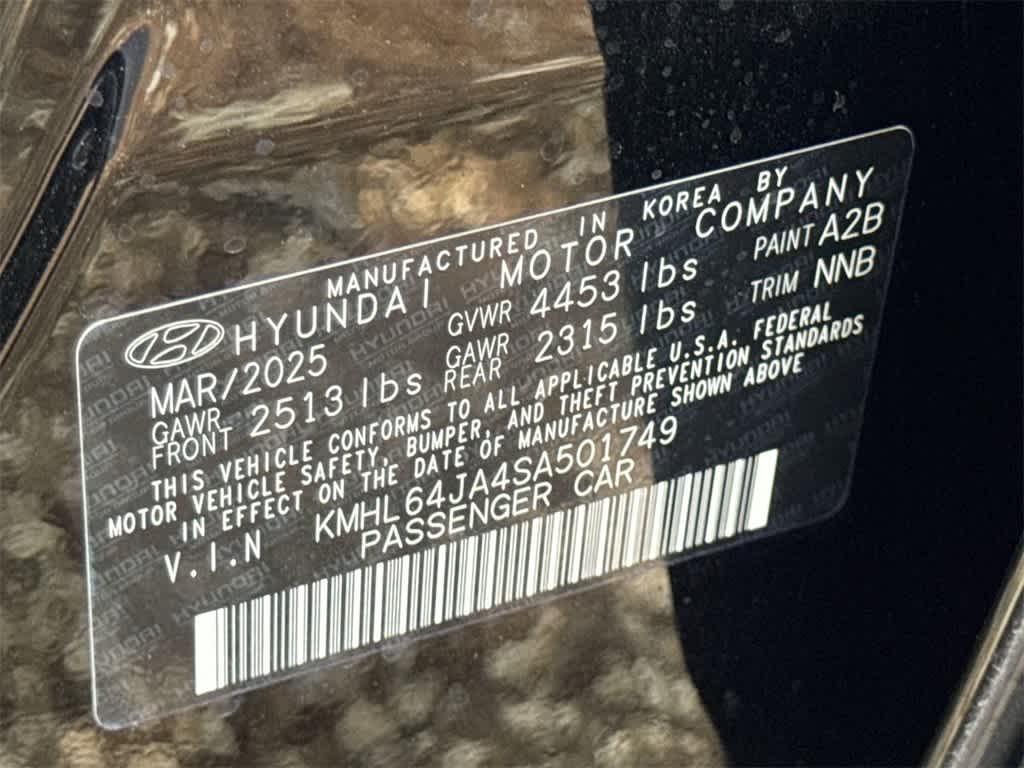 MANUFACTURED IN KOREA BY
HYUNDAI MOTOR COMPANY
MAR/2025 GVWR 4453 lbs PAINT A2B
GAWR FRONT 2513 lbs GAWR REAR 2315 lbs TRIM NNB
THIS VEHICLE CONFORMS TO ALL APPLICABLE U.S.A. FEDERAL
MOTOR VEHICLE SAFETY, BUMPER, AND THEFT PREVENTION STANDARDS
IN EFFECT ON THE DATE OF MANUFACTURE SHOWN ABOVE
V.I.N KMHL64JA4SA501749
PASSENGER CAR